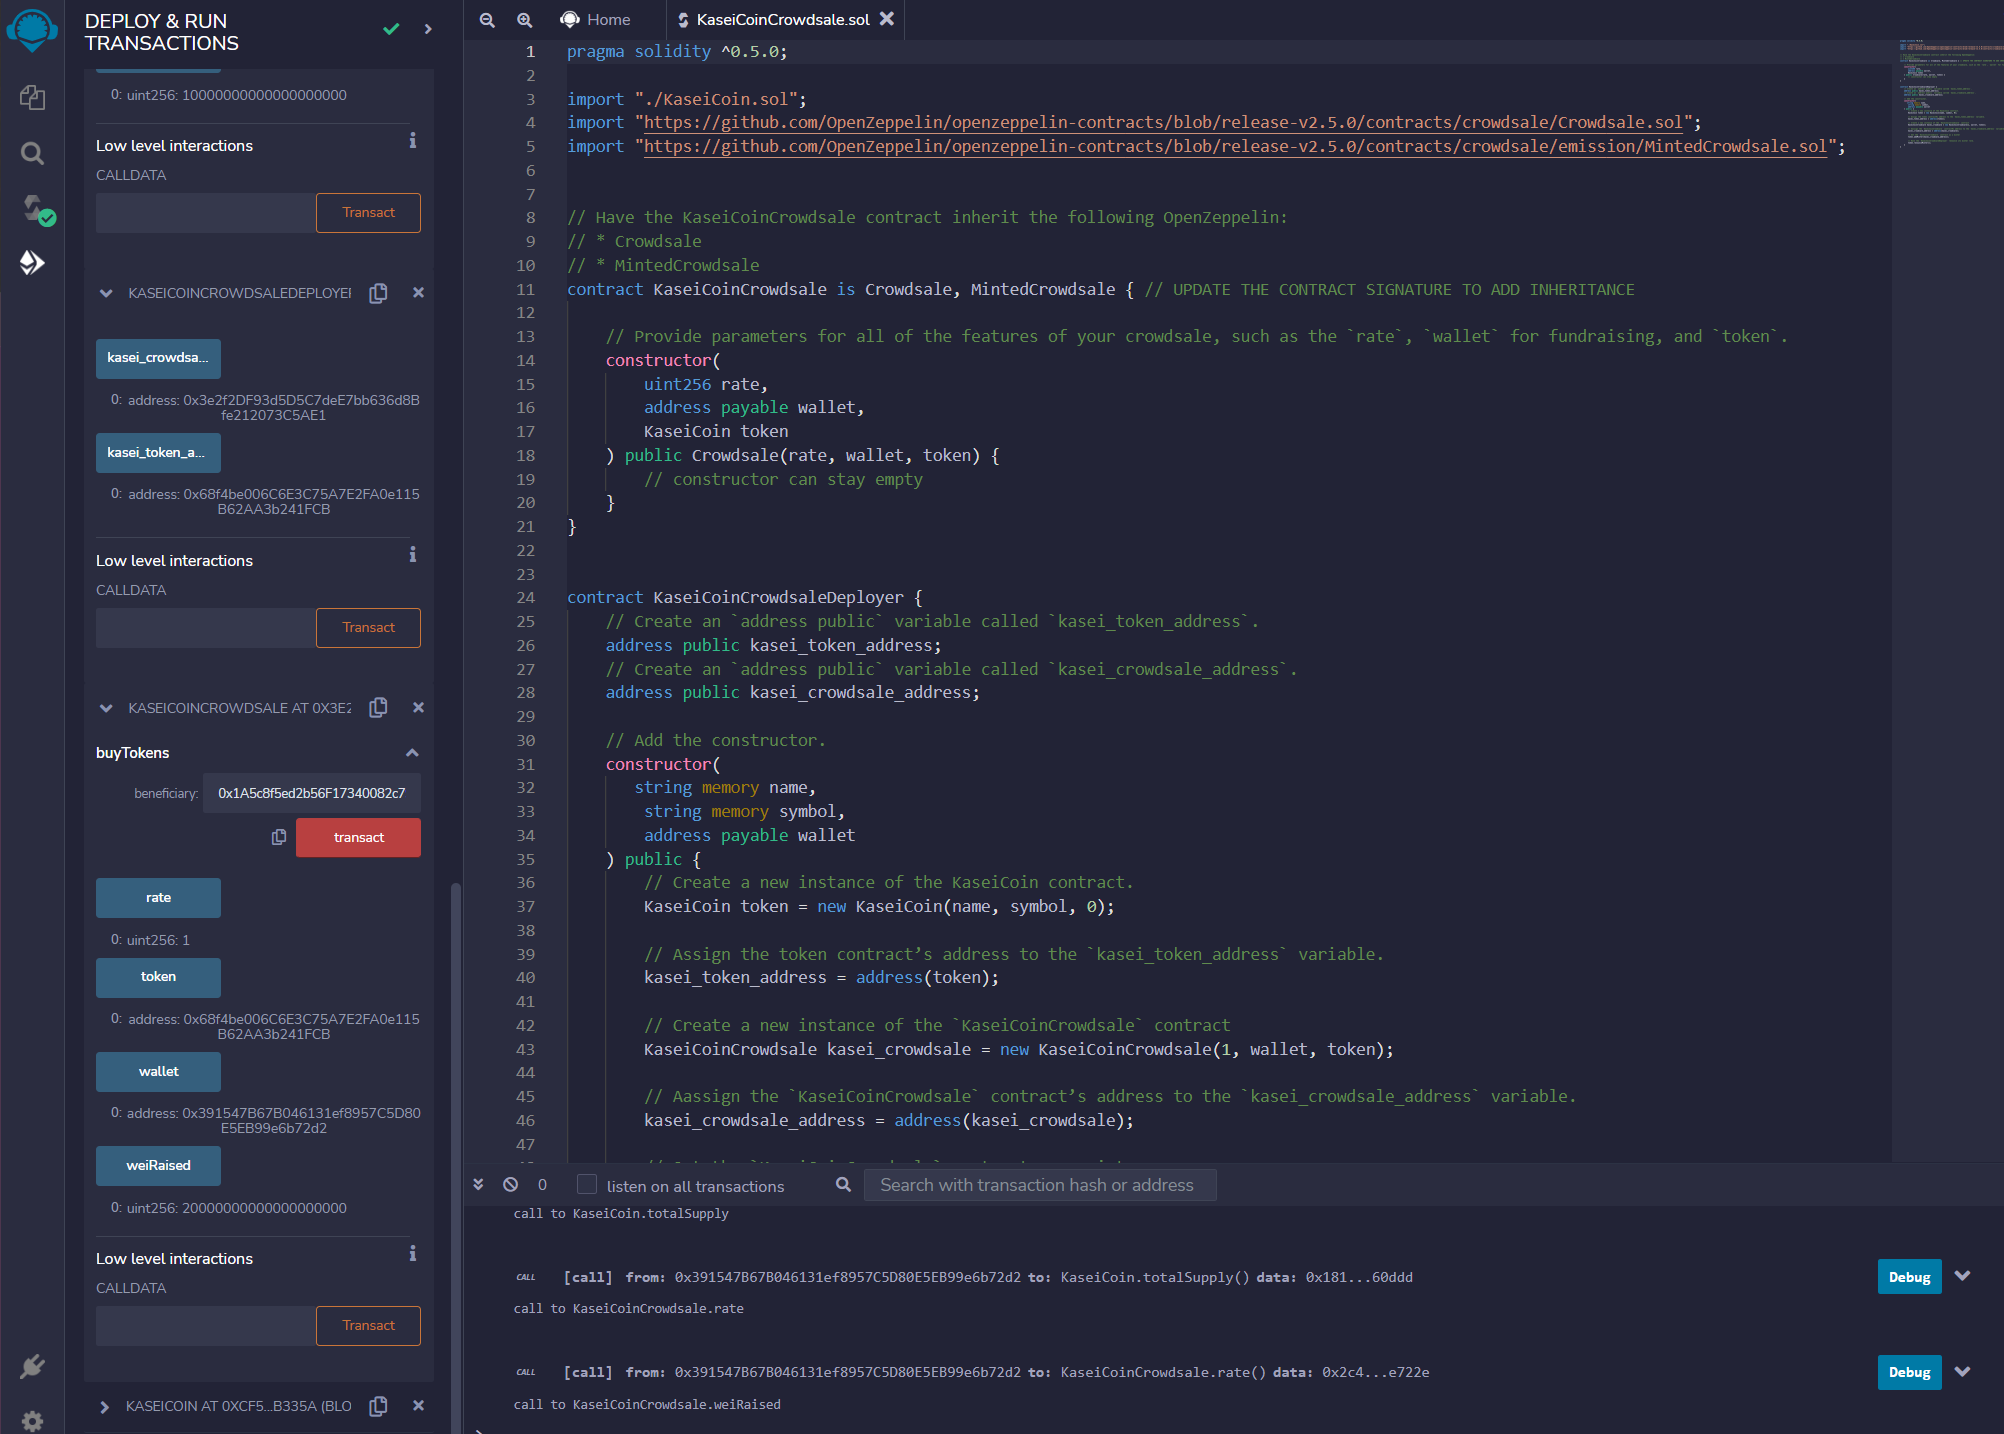 DEPLOY & RUN
TRANSACTIONS
0: uint256: 10000000000000000000
Low level interactions
CALLDATA
Transact
KASEICOINCROWDSALEDEPLOYER
kasei_crowdsa...
0: address: 0x3e2f2DF93d5D5C7deE7bb636d8B
fe212073C5AE1
kasei_token_a...
0: address: 0x68f4be006C6E3C75A7E2FA0e115
B62AA3b241FCB
Low level interactions
CALLDATA
Transact
KASEICOINCROWDSALE AT 0X3E2
buyTokens
beneficiary: 0x1A5c8f5ed2b56F17340082c7
transact
rate
0: uint256: 1
token
0: address: 0x68f4be006C6E3C75A7E2FA0e115
B62AA3b241FCB
wallet
0: address: 0x391547B67B046131ef8957C5D80
E5EB99e6b72d2
weiRaised
0: uint256: 20000000000000000000
Low level interactions
CALLDATA
Transact
KASEICOIN AT 0XCF5...B335A (BLO
Home
KaseiCoinCrowdsale.sol
1 pragma solidity ^0.5.0;
2
3 import "./KaseiCoin.sol";
4 import "https://github.com/OpenZeppelin/openzeppelin-contracts/blob/release-v2.5.0/contracts/crowdsale/Crowdsale.sol";
5 import "https://github.com/OpenZeppelin/openzeppelin-contracts/blob/release-v2.5.0/contracts/crowdsale/emission/MintedCrowdsale.sol";
6
7
8 // Have the KaseiCoinCrowdsale contract inherit the following OpenZeppelin:
9 // * Crowdsale
10 // * MintedCrowdsale
11 contract KaseiCoinCrowdsale is Crowdsale, MintedCrowdsale { // UPDATE THE CONTRACT SIGNATURE TO ADD INHERITANCE
12
13 // Provide parameters for all of the features of your crowdsale, such as the `rate`, `wallet` for fundraising, and `token`.
14 constructor(
15 uint256 rate,
16 address payable wallet,
17 KaseiCoin token
18 ) public Crowdsale(rate, wallet, token) {
19 // constructor can stay empty
20 }
21 }
22
23
24 contract KaseiCoinCrowdsaleDeployer {
25 // Create an `address public` variable called `kasei_token_address`.
26 address public kasei_token_address;
27 // Create an `address public` variable called `kasei_crowdsale_address`.
28 address public kasei_crowdsale_address;
29
30 // Add the constructor.
31 constructor(
32 string memory name,
33 string memory symbol,
34 address payable wallet
35 ) public {
36 // Create a new instance of the KaseiCoin contract.
37 KaseiCoin token = new KaseiCoin(name, symbol, 0);
38
39 // Assign the token contract’s address to the `kasei_token_address` variable.
40 kasei_token_address = address(token);
41
42 // Create a new instance of the `KaseiCoinCrowdsale` contract
43 KaseiCoinCrowdsale kasei_crowdsale = new KaseiCoinCrowdsale(1, wallet, token);
44
45 // Aassign the `KaseiCoinCrowdsale` contract’s address to the `kasei_crowdsale_address` variable.
46 kasei_crowdsale_address = address(kasei_crowdsale);
47
0 listen on all transactions Search with transaction hash or address
call to KaseiCoin.totalSupply
CALL [call] from: 0x391547B67B046131ef8957C5D80E5EB99e6b72d2 to: KaseiCoin.totalSupply() data: 0x181...60ddd Debug
call to KaseiCoinCrowdsale.rate
CALL [call] from: 0x391547B67B046131ef8957C5D80E5EB99e6b72d2 to: KaseiCoinCrowdsale.rate() data: 0x2c4...e722e Debug
call to KaseiCoinCrowdsale.weiRaised